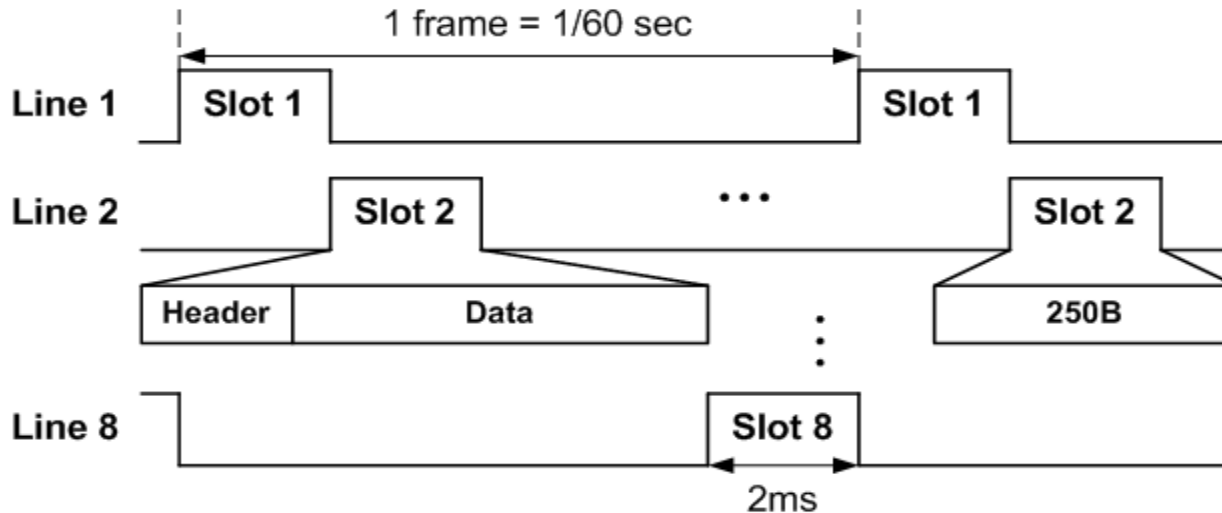 1 frame = 1/60 sec
Line 1 Slot 1 Slot 1
Line 2 Slot 2 ... Slot 2
Header Data 250B
Line 8 Slot 8
2ms